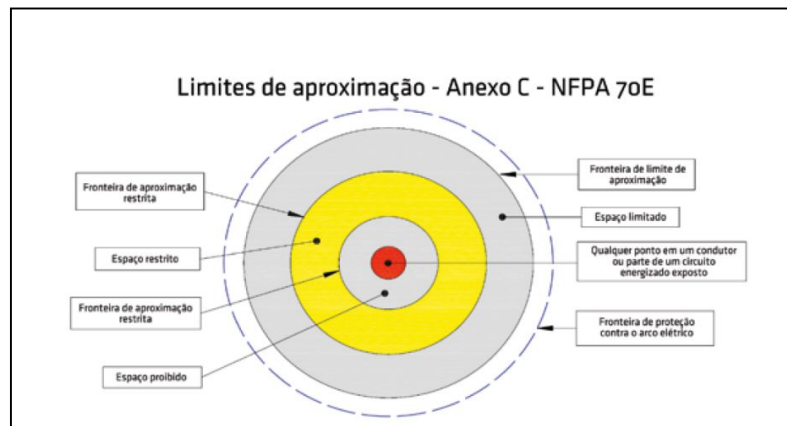 Limites de aproximação - Anexo C - NFPA 70E
Fronteira de aproximação
restrita
Espaço restrito
Fronteira de aproximação
restrita
Espaço proibido
Fronteira de limite de
aproximação
Espaço limitado
Qualquer ponto em um condutor
ou parte de um circuito
energizado exposto
Fronteira de proteção
contra o arco elétrico